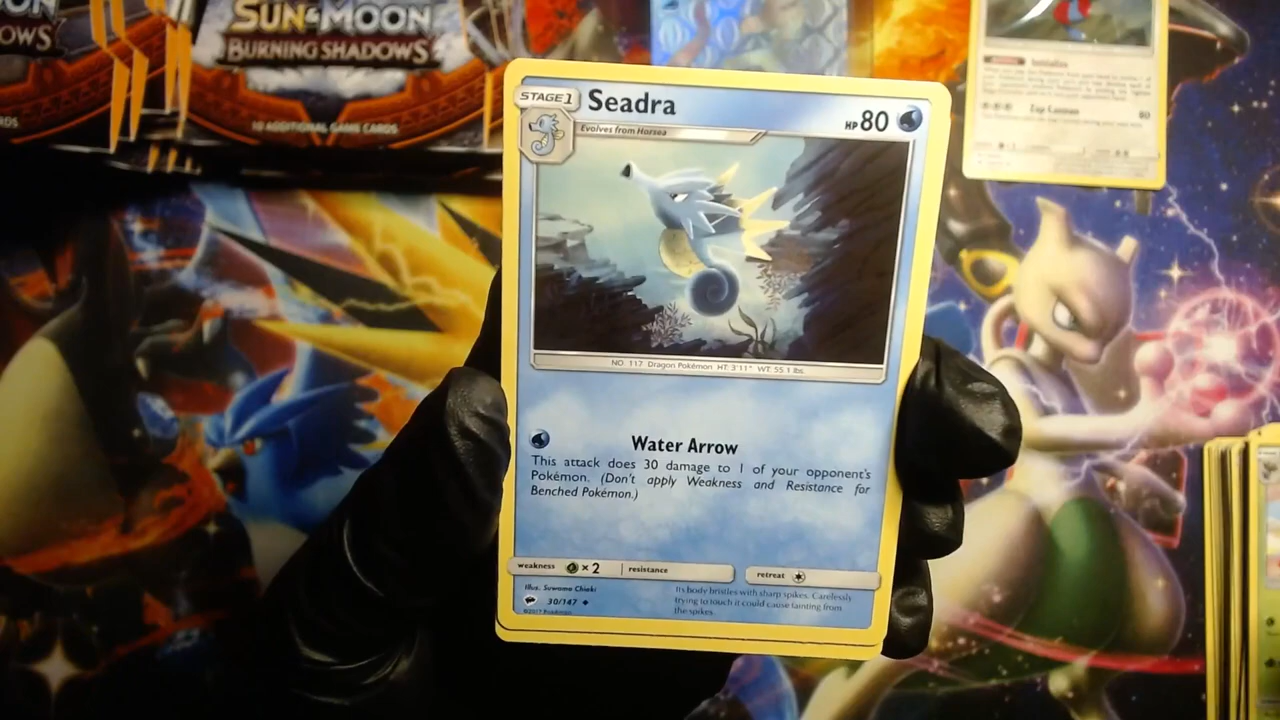 SUN & MOON
BURNING SHADOWS
10 ADDITIONAL GAME CARDS
STAGE 1
Seadra
HP 80
Evolves from Horsea
NO. 117 Dragon Pokémon HT: 3'11" WT: 55.1 lbs.
Water Arrow
This attack does 30 damage to 1 of your opponent's
Pokémon. (Don't apply Weakness and Resistance for
Benched Pokémon.)
weakness × 2 resistance
retreat
Illus. Suwama Chiaki
30/147
©2017 Pokémon
Its body bristles with sharp spikes. Carelessly
trying to touch it could cause fainting from
the spikes.
Initialize
Zap Cannon 80